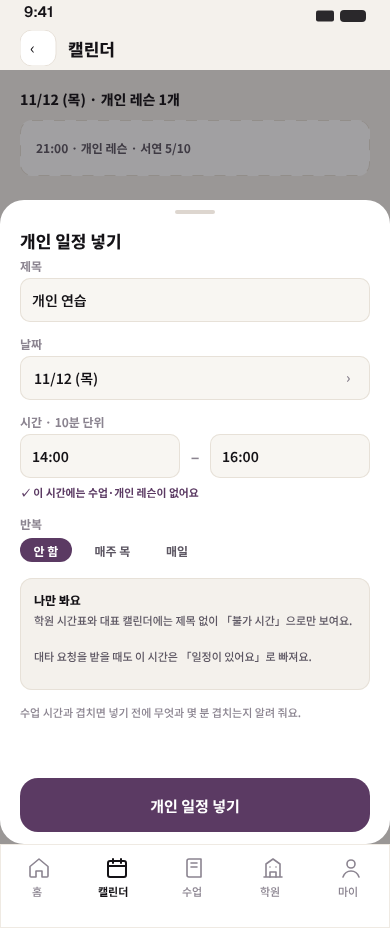 9:41
‹ 캘린더
11/12 (목) · 개인 레슨 1개
21:00 · 개인 레슨 · 서연 5/10
개인 일정 넣기
제목
개인 연습
날짜
11/12 (목) ›
시간 · 10분 단위
14:00 – 16:00
✓ 이 시간에는 수업·개인 레슨이 없어요
반복
안 함 매주 목 매일
나만 봐요
학원 시간표와 대표 캘린더에는 제목 없이 「불가 시간」으로만 보여요.
대타 요청을 받을 때도 이 시간은 「일정이 있어요」로 빠져요.
수업 시간과 겹치면 넣기 전에 무엇과 몇 분 겹치는지 알려 줘요.
개인 일정 넣기
홈 캘린더 수업 학원 마이